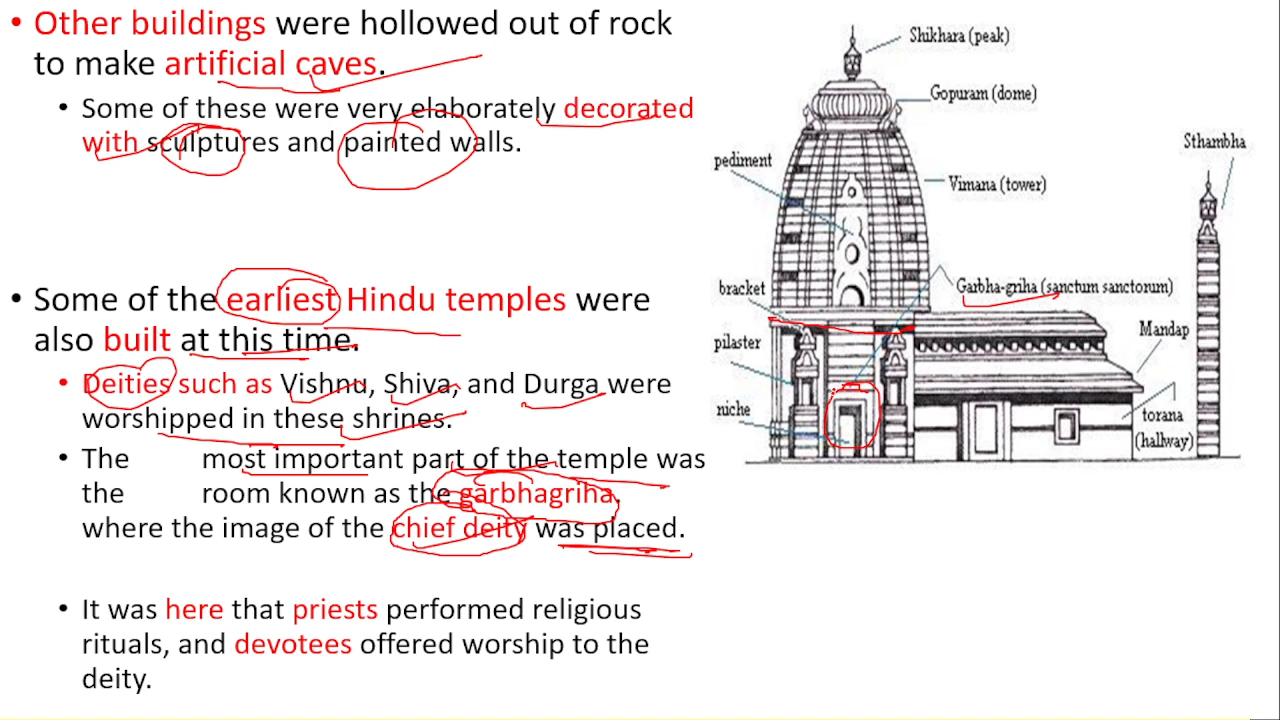 • Other buildings were hollowed out of rock
to make artificial caves.
• Some of these were very elaborately decorated
with sculptures and painted walls.
• Some of the earliest Hindu temples were
also built at this time.
• Deities such as Vishnu, Shiva, and Durga were
worshipped in these shrines.
• The most important part of the temple was
the room known as the garbhagriha,
where the image of the chief deity was placed.
• It was here that priests performed religious
rituals, and devotees offered worship to the
deity.
Shikhara (peak)
Gopuram (dome)
Sthambha
pediment
Vimana (tower)
bracket
Garbha-griha (sanctum sanctorum)
Mandap
pilaster
niche
torana
(hallway)